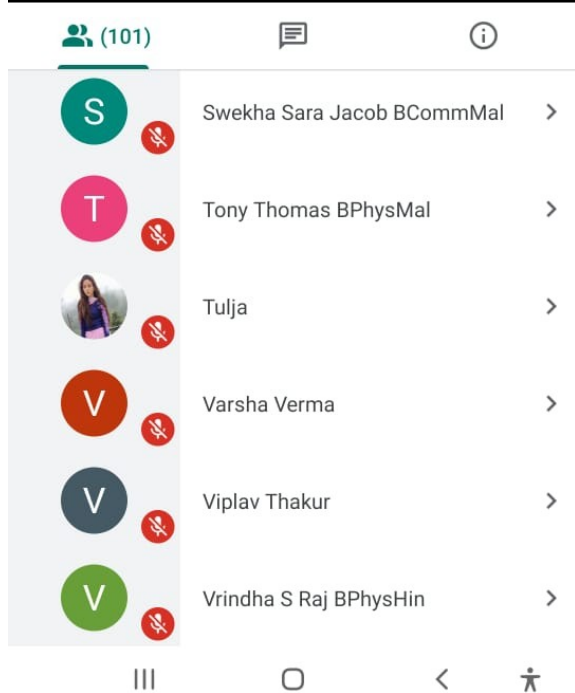 (101)
S
Swekha Sara Jacob BCommMal
T
Tony Thomas BPhysMal
Tulja
V
Varsha Verma
V
Viplav Thakur
V
Vrindha S Raj BPhysHin